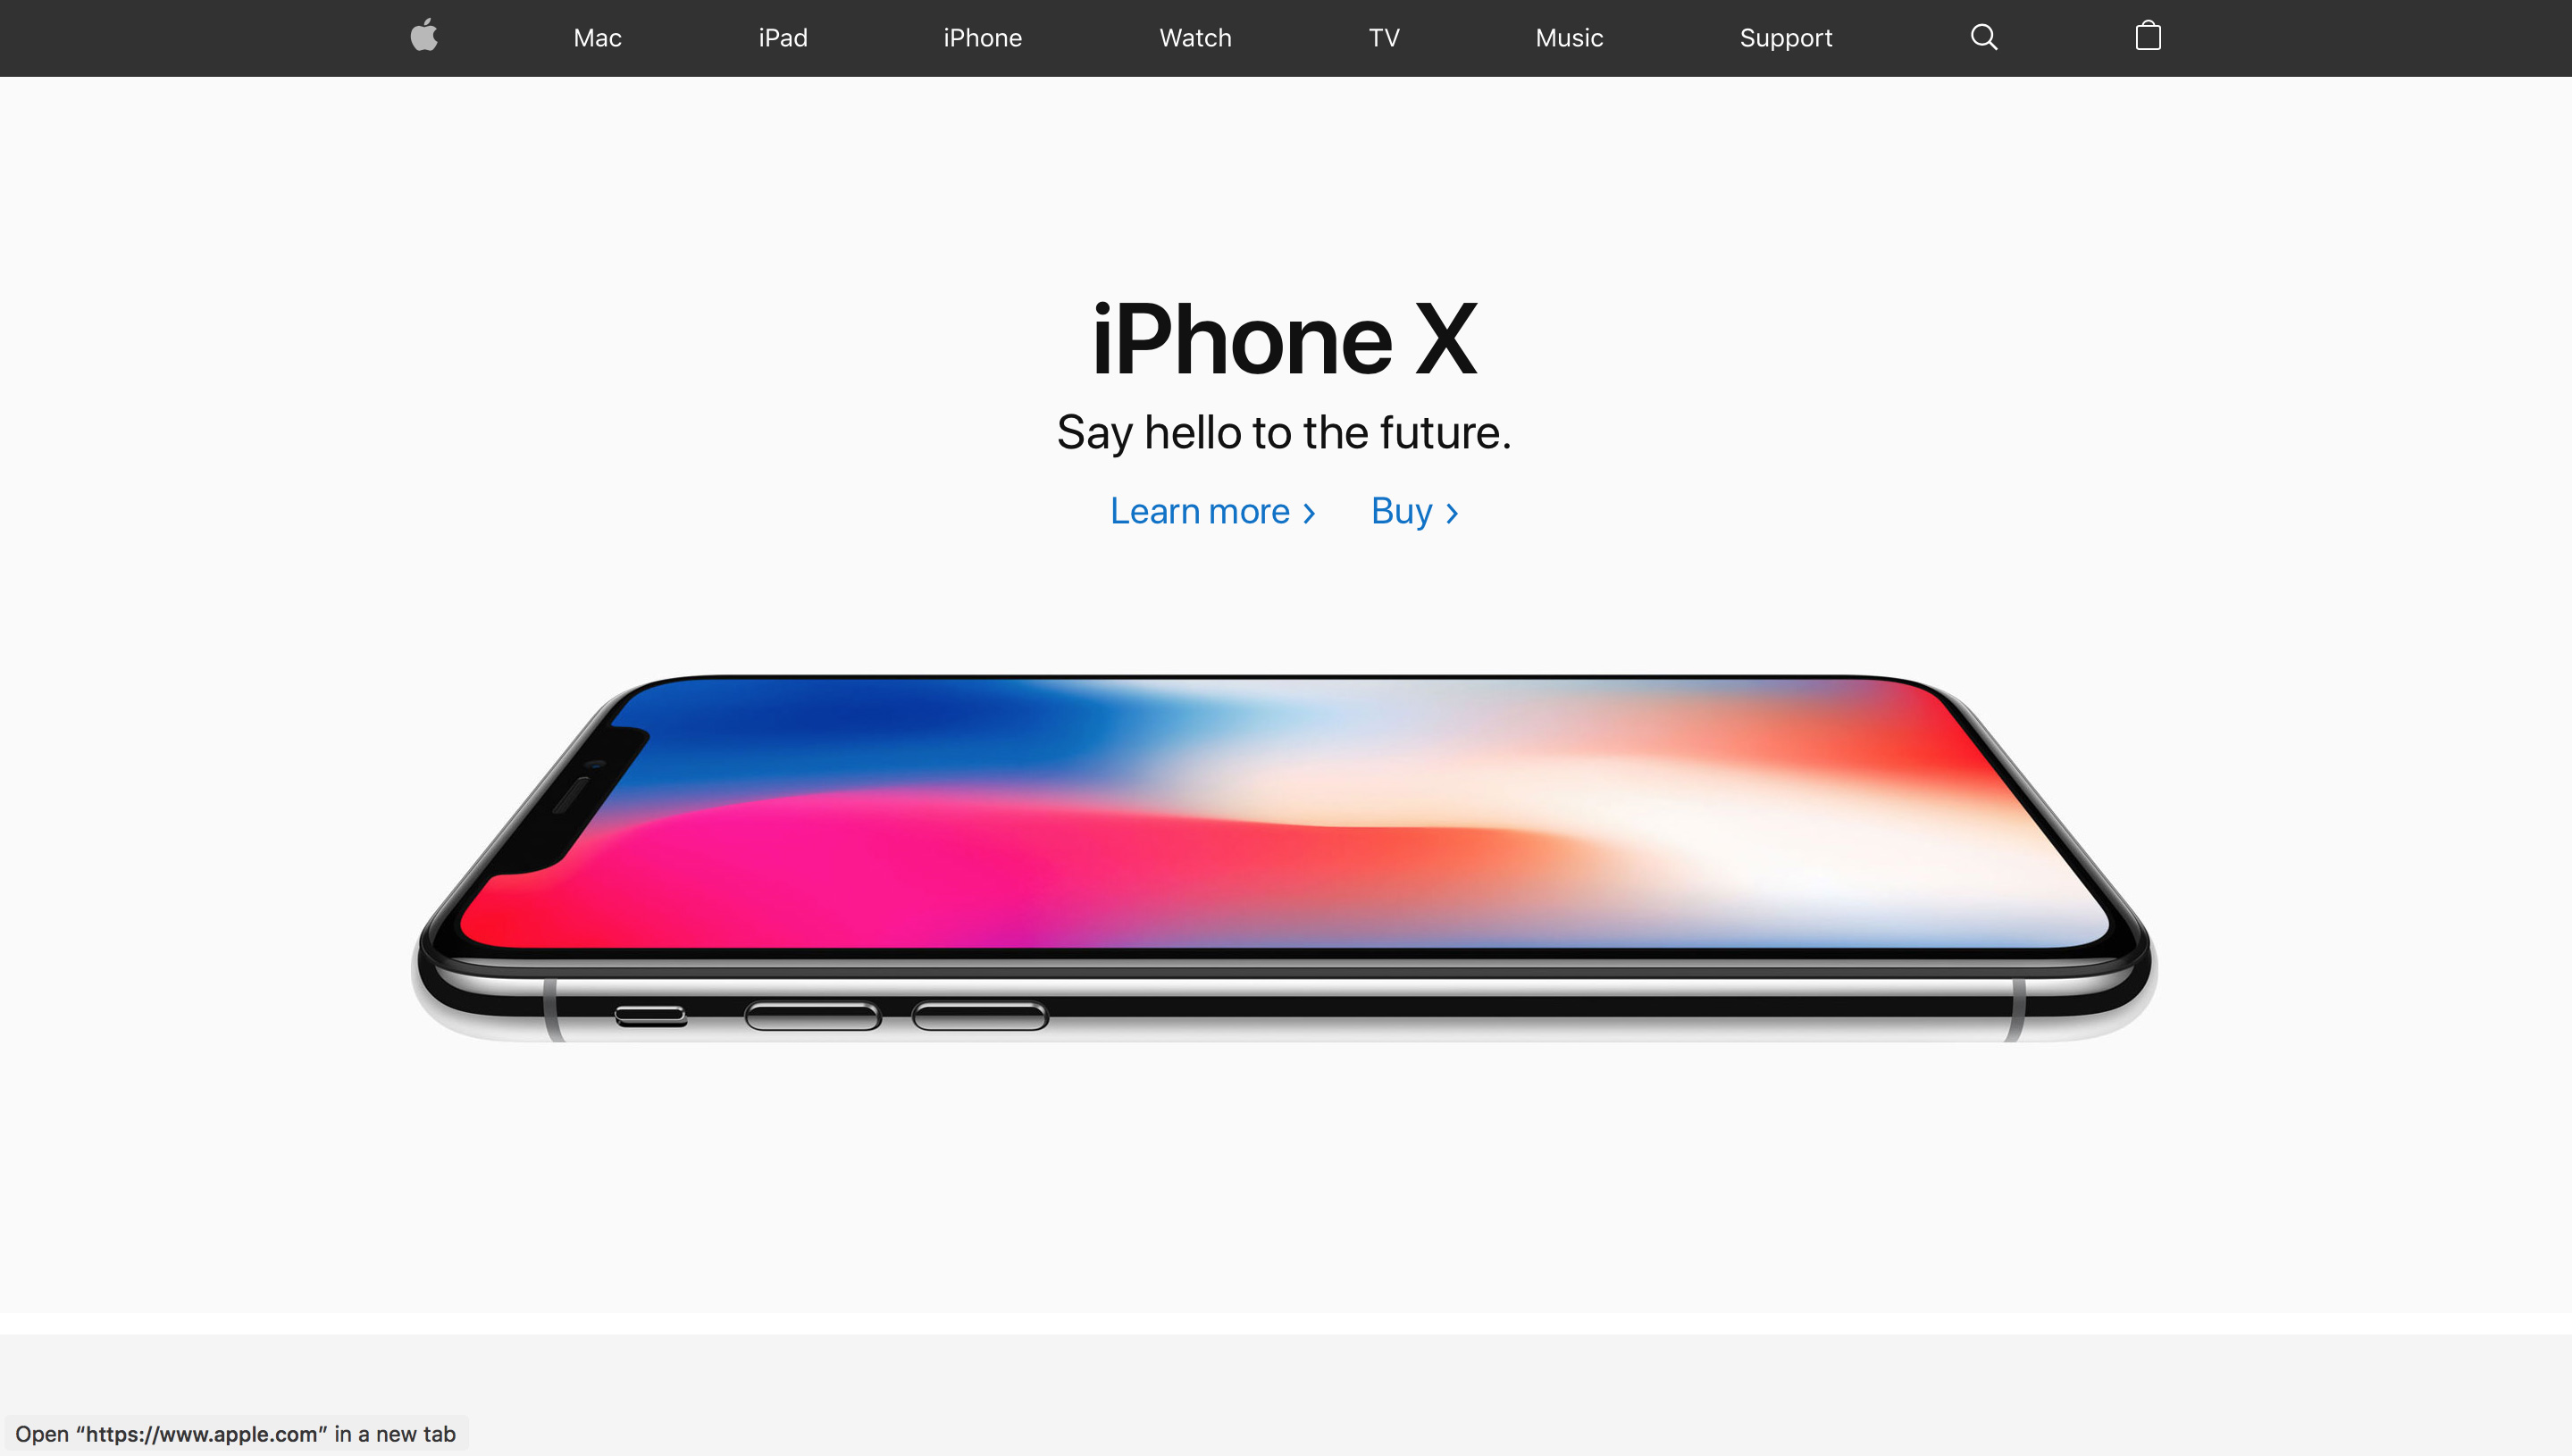 Mac iPad iPhone Watch TV Music Support
iPhone X
Say hello to the future.
Learn more > Buy >
Open “https://www.apple.com” in a new tab